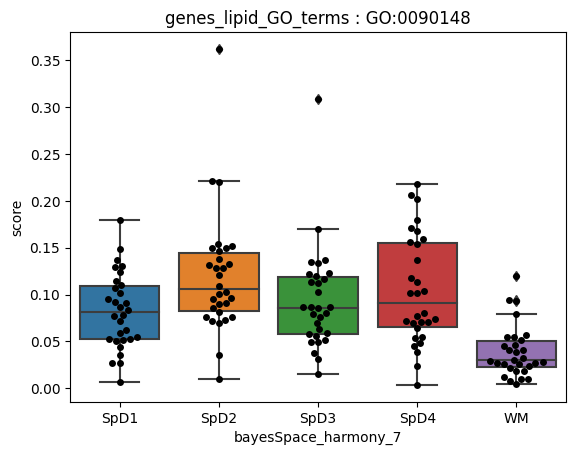 genes_lipid_GO_terms : GO:0090148
score
0.35
0.30
0.25
0.20
0.15
0.10
0.05
0.00
SpD1 SpD2 SpD3 SpD4 WM
bayesSpace_harmony_7